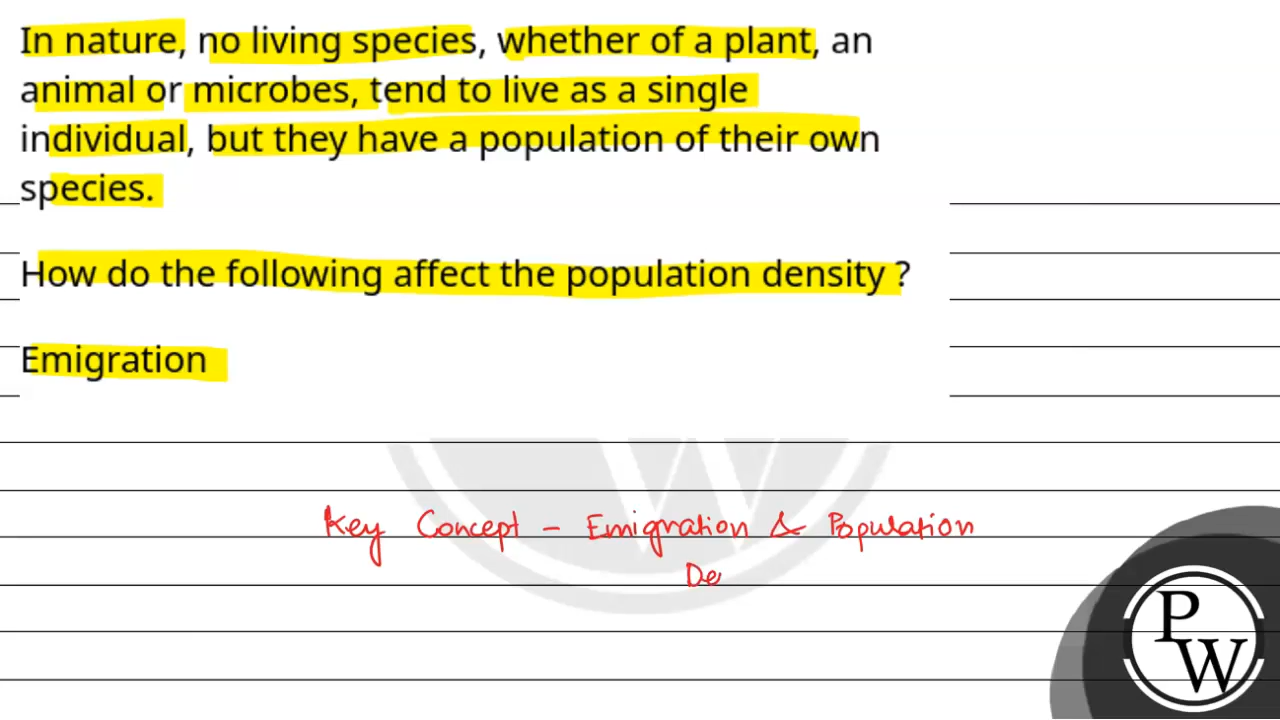 In nature, no living species, whether of a plant, an
animal or microbes, tend to live as a single
individual, but they have a population of their own
species.
How do the following affect the population density ?
Emigration
Key Concept - Emigration & Population
De
PW